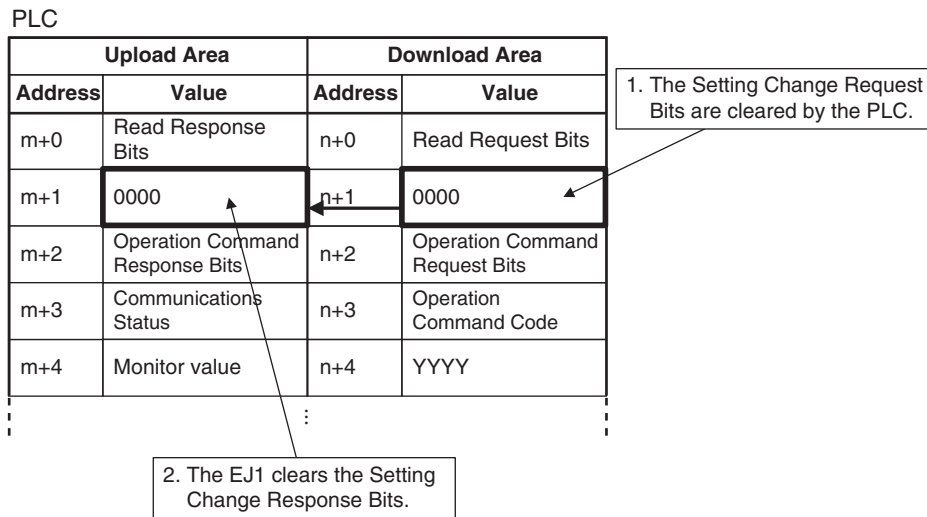 PLC
Upload Area Download Area
Address Value Address Value
m+0 Read Response Bits n+0 Read Request Bits
m+1 0000 n+1 0000
m+2 Operation Command Response Bits n+2 Operation Command Request Bits
m+3 Communications Status n+3 Operation Command Code
m+4 Monitor value n+4 YYYY
1. The Setting Change Request
Bits are cleared by the PLC.
2. The EJ1 clears the Setting
Change Response Bits.